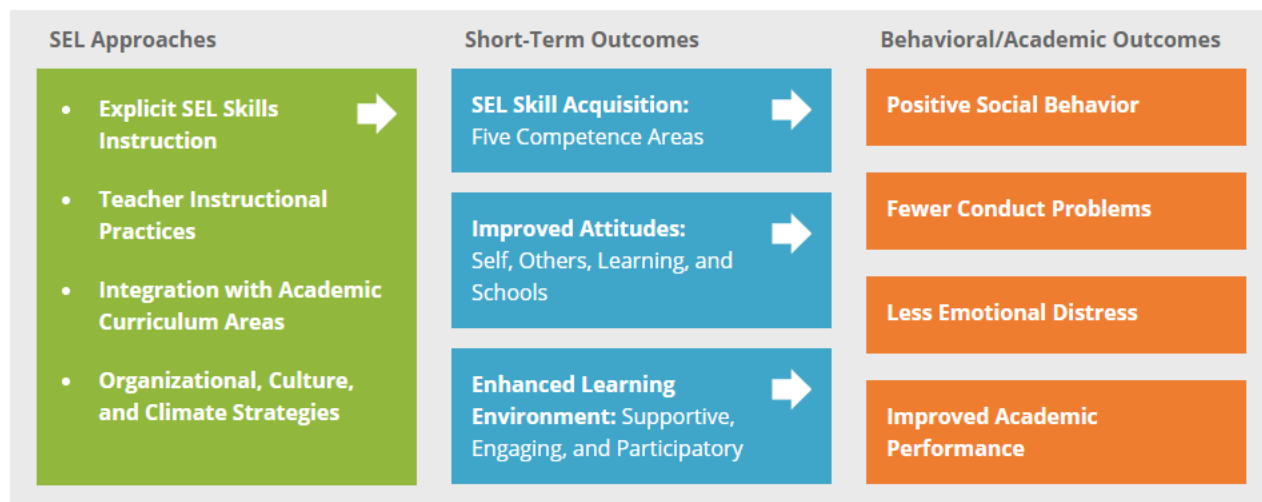 SEL Approaches
• Explicit SEL Skills
Instruction
• Teacher Instructional
Practices
• Integration with Academic
Curriculum Areas
• Organizational, Culture,
and Climate Strategies
Short-Term Outcomes
SEL Skill Acquisition:
Five Competence Areas
Improved Attitudes:
Self, Others, Learning, and
Schools
Enhanced Learning
Environment: Supportive,
Engaging, and Participatory
Behavioral/Academic Outcomes
Positive Social Behavior
Fewer Conduct Problems
Less Emotional Distress
Improved Academic
Performance